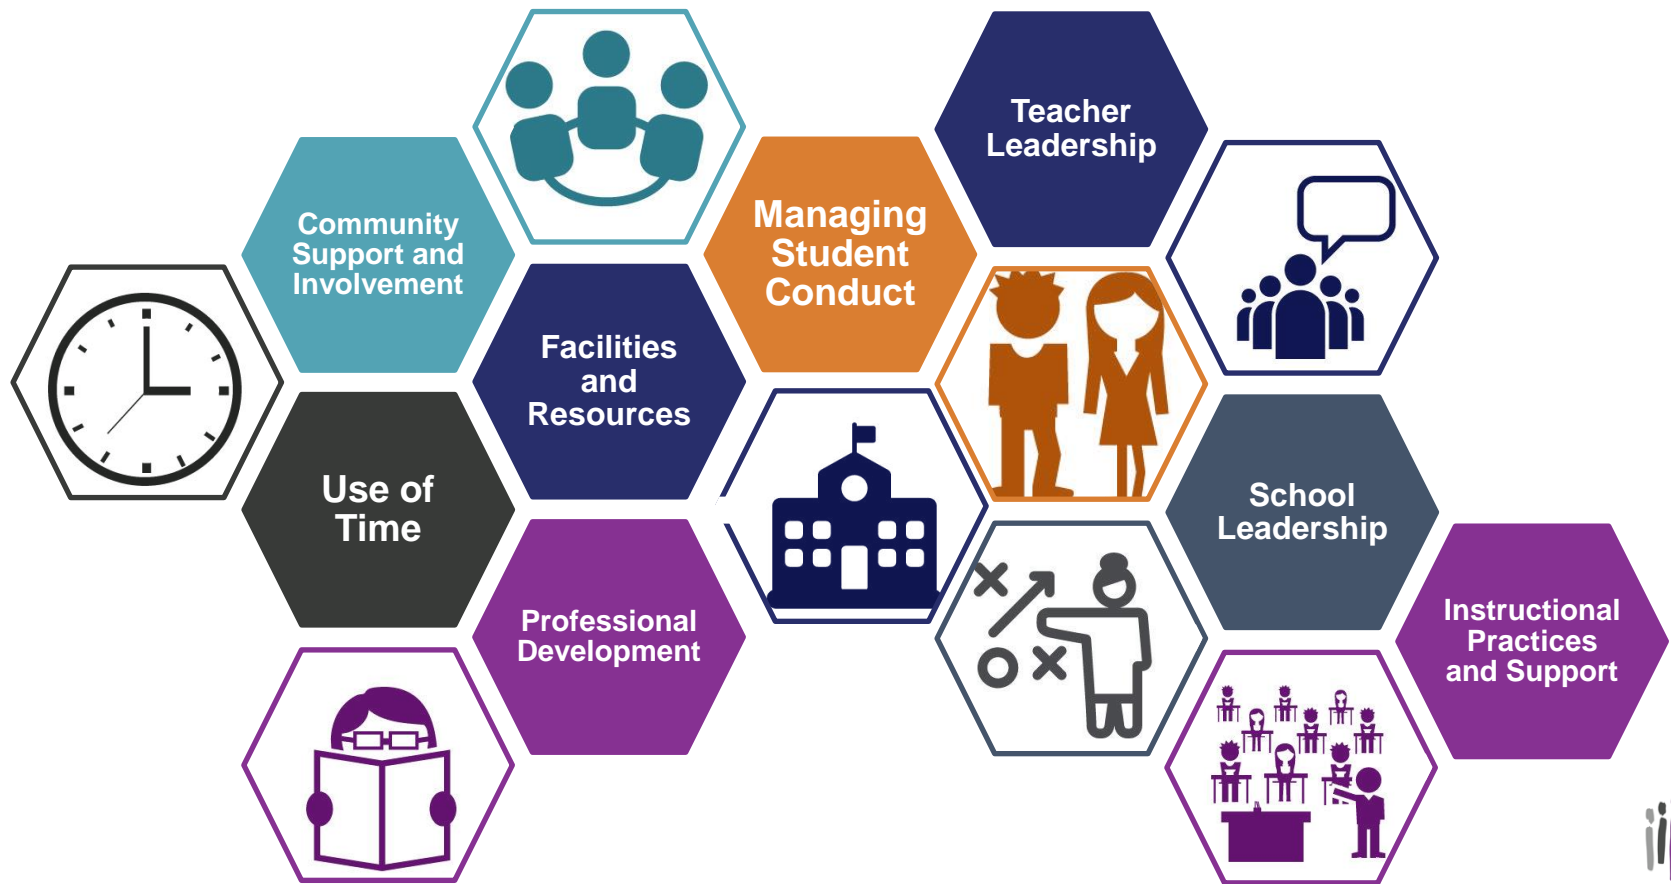 Teacher
Leadership
Managing
Student
Conduct
Community
Support and
Involvement
Facilities
and
Resources
Use of
Time
School
Leadership
Professional
Development
Instructional
Practices
and Support